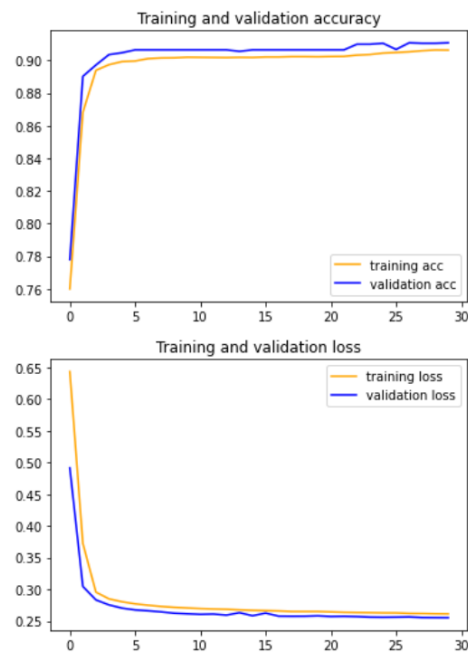 Training and validation accuracy
0.90
0.88
0.86
0.84
0.82
0.80
0.78
0.76
training acc
validation acc
0 5 10 15 20 25 30
Training and validation loss
0.65
0.60
0.55
0.50
0.45
0.40
0.35
0.30
0.25
training loss
validation loss
0 5 10 15 20 25 30